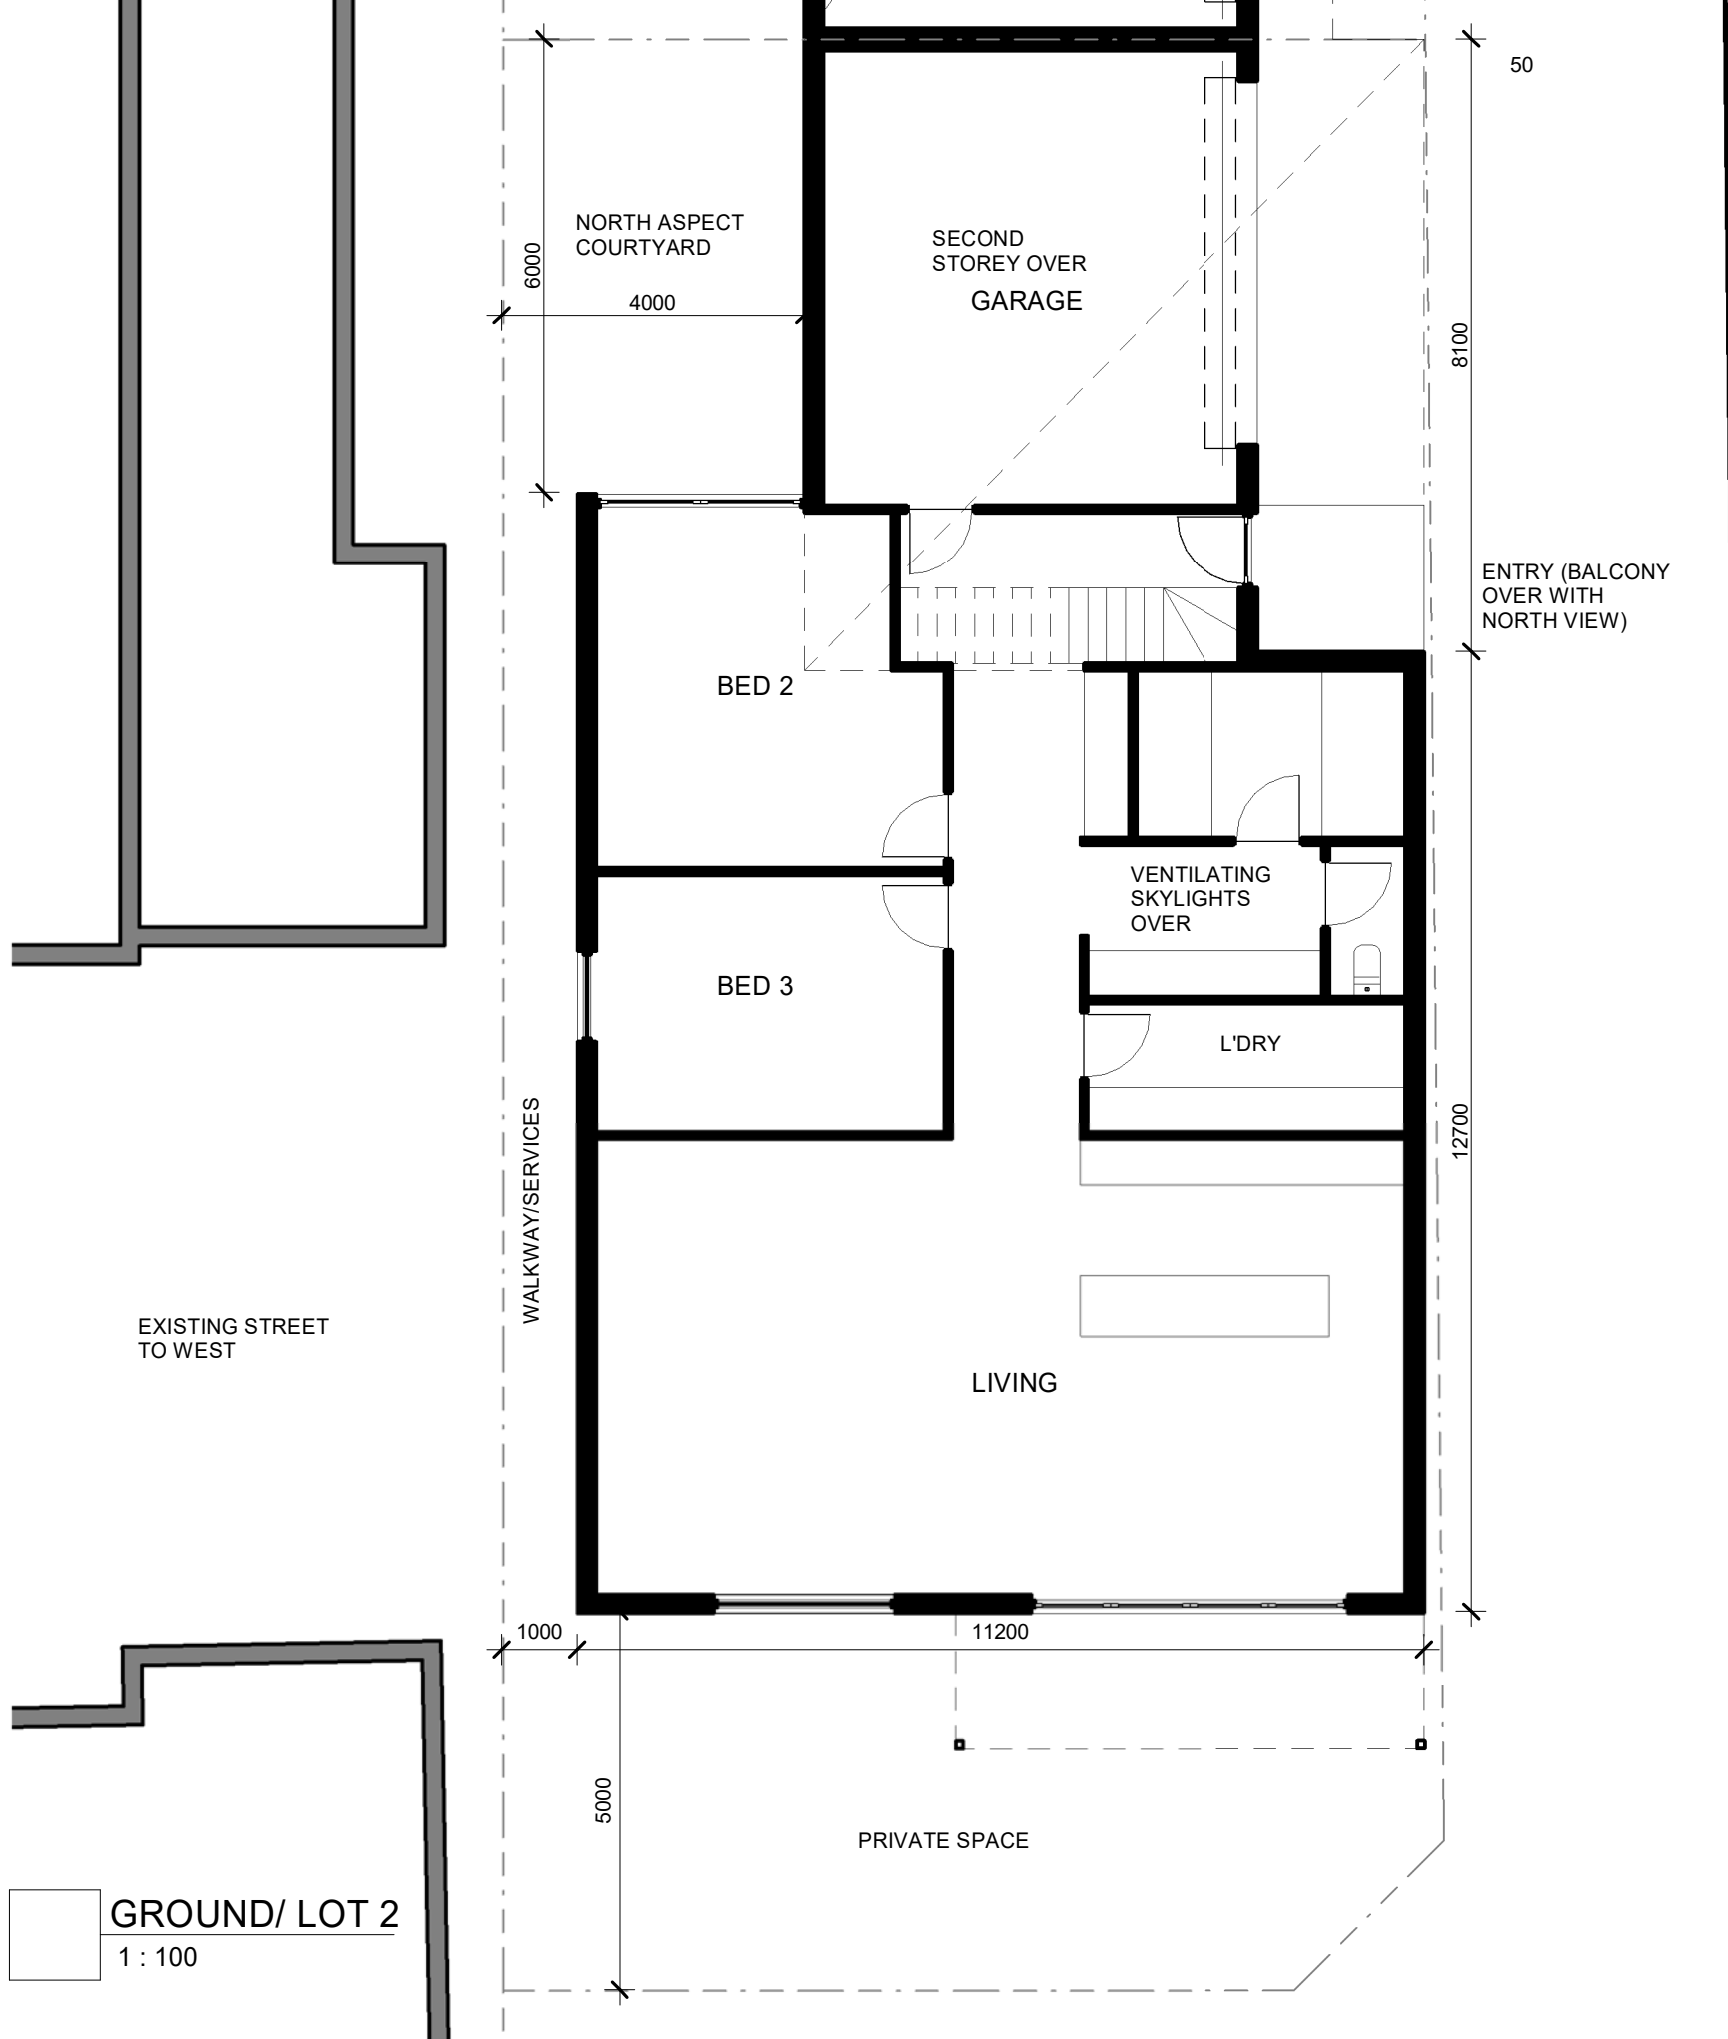 50
NORTH ASPECT
COURTYARD
6000
4000
SECOND
STOREY OVER
GARAGE
8100
ENTRY (BALCONY
OVER WITH
NORTH VIEW)
BED 2
VENTILATING
SKYLIGHTS
OVER
BED 3
L'DRY
WALKWAY/SERVICES
12700
EXISTING STREET
TO WEST
LIVING
1000
11200
5000
PRIVATE SPACE
GROUND/ LOT 2
1 : 100